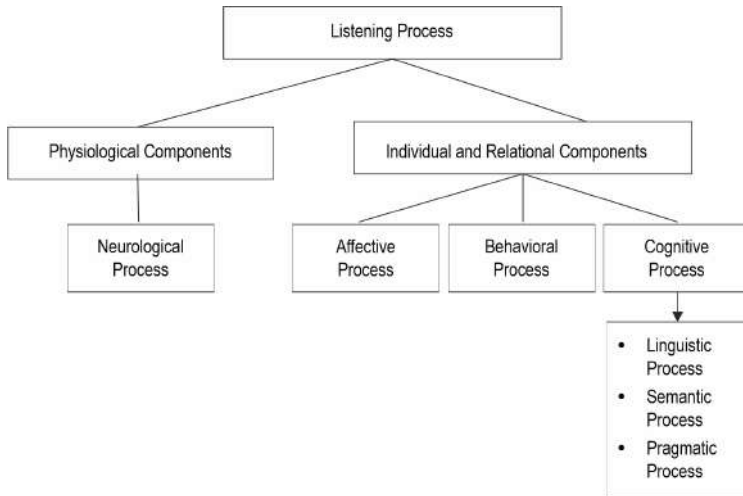 Listening Process
Physiological Components
Individual and Relational Components
Neurological
Process
Affective
Process
Behavioral
Process
Cognitive
Process
• Linguistic
Process
• Semantic
Process
• Pragmatic
Process